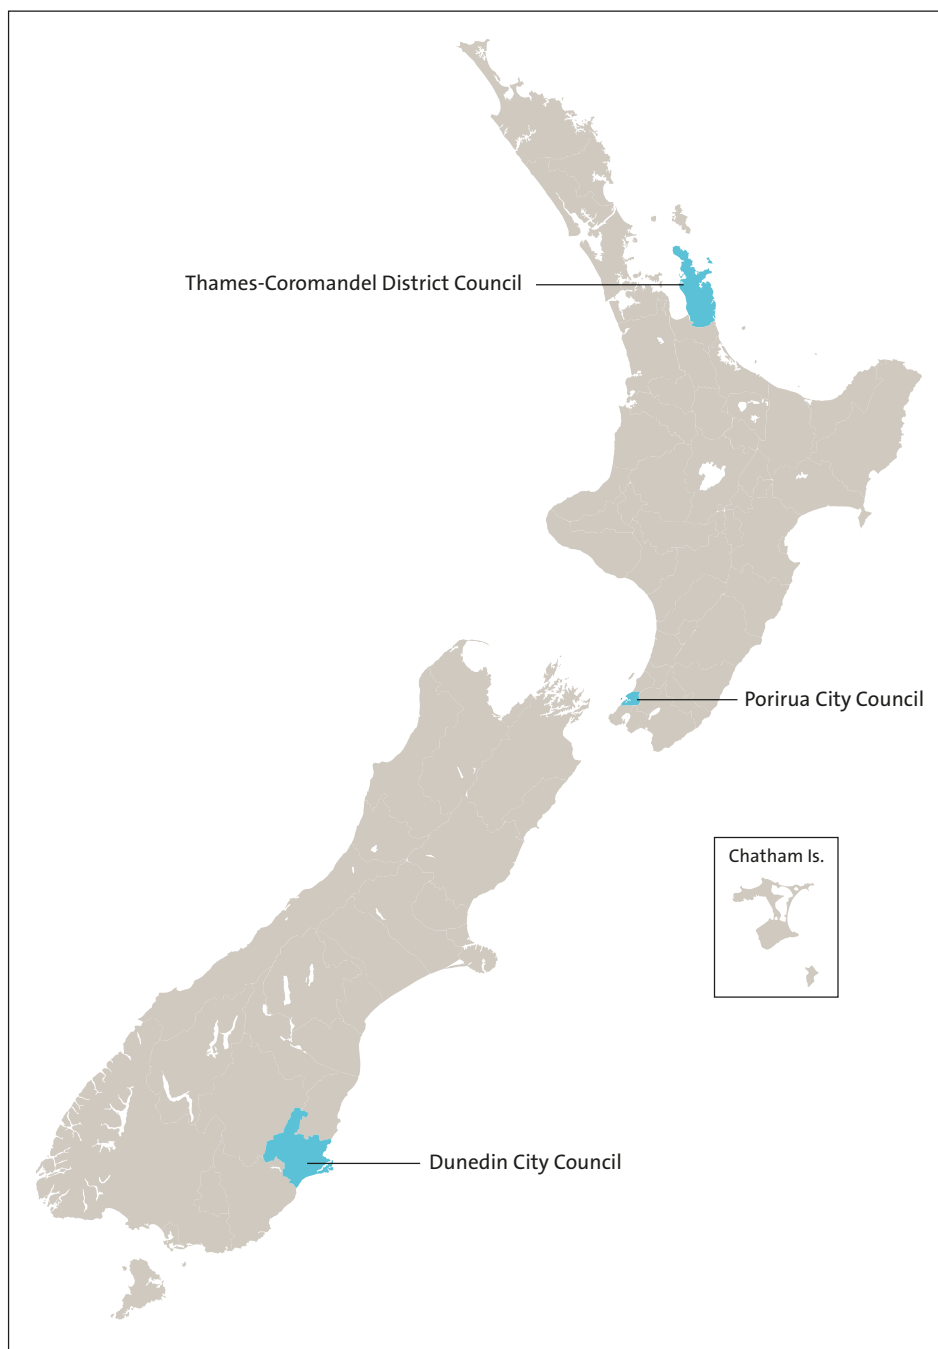 Thames-Coromandel District Council
Porirua City Council
Chatham Is.
Dunedin City Council